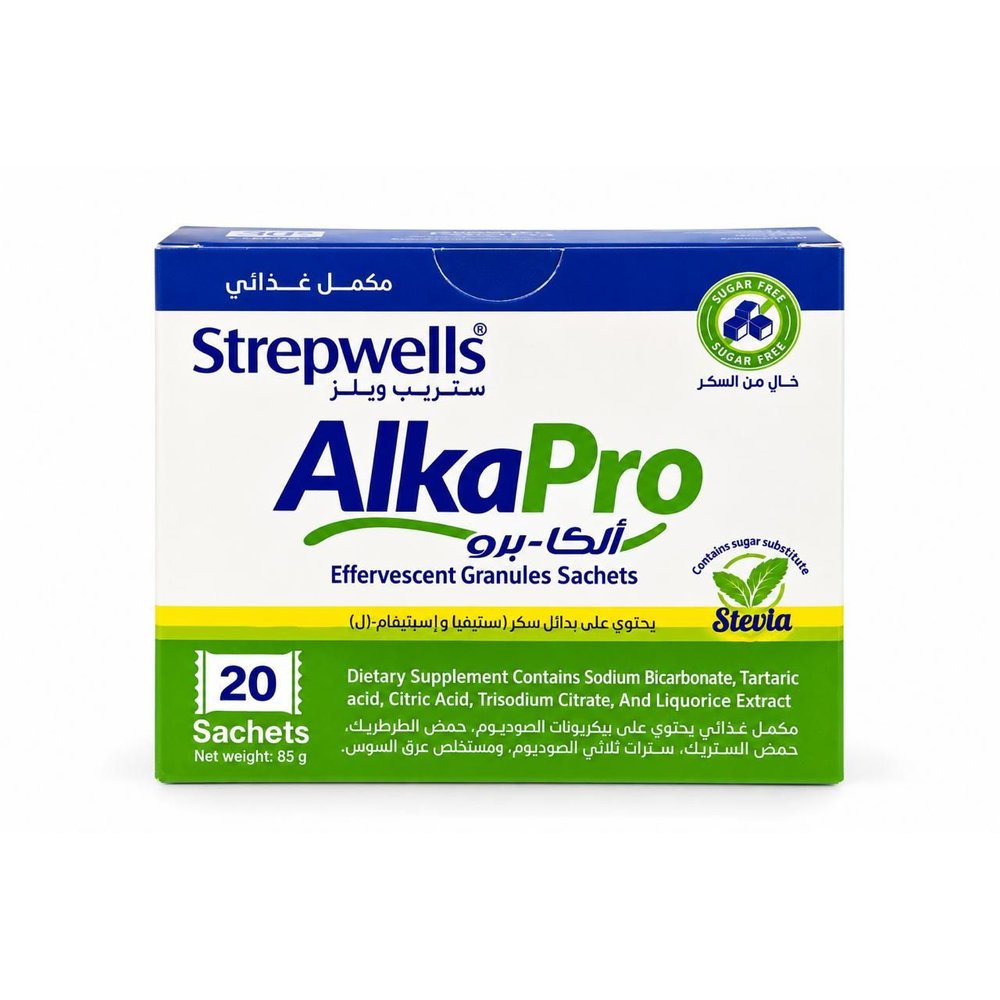 مكمل غذائي
SUGAR FREE
SUGAR FREE
خالي من السكر
Strepwells®
ستريب ويلز
AlkaPro
ألكا-برو
Effervescent Granules Sachets
Contains sugar substitute
Stevia
يحتوي على بدائل سكر (ستيفيا و إسبتيفام-(ل)
20
Sachets
Net weight: 85 g
Dietary Supplement Contains Sodium Bicarbonate, Tartaric
acid, Citric Acid, Trisodium Citrate, And Liquorice Extract
مكمل غذائي يحتوي على بيكربونات الصوديوم, حمض الطرطريك,
حمض الستريك, سترات ثلاثي الصوديوم, ومستخلص عرق السوس.